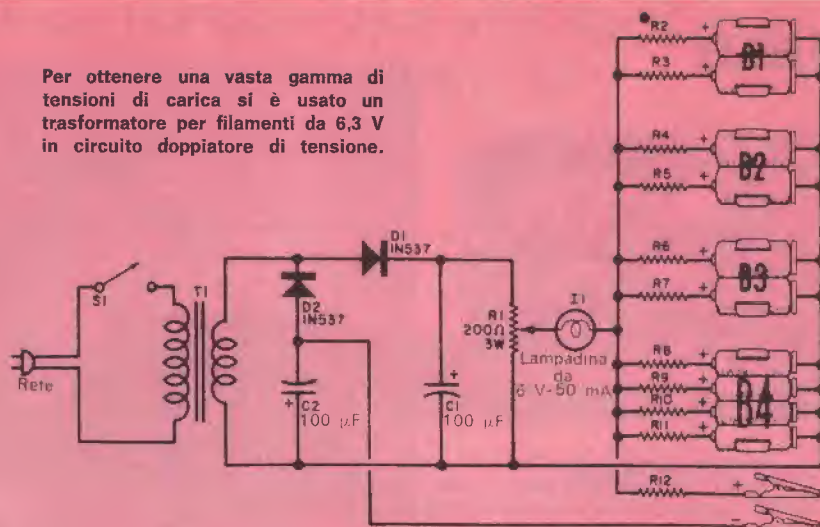 Per ottenere una vasta gamma di
tensioni di carica si è usato un
trasformatore per filamenti da 6,3 V
in circuito doppiatore di tensione.
R2
+
B1
R3
+
R4
+
B2
R5
+
R6
+
B3
R7
+
R8
+
R9
+
B4
R10
+
R11
+
R12
+
−
S1
T1
Rete
D1
IN537
D2
IN537
+
C2
100 µF
+
C1
100 µF
R1
200Ω
3W
I1
Lampadina
da
6 V-50 mA